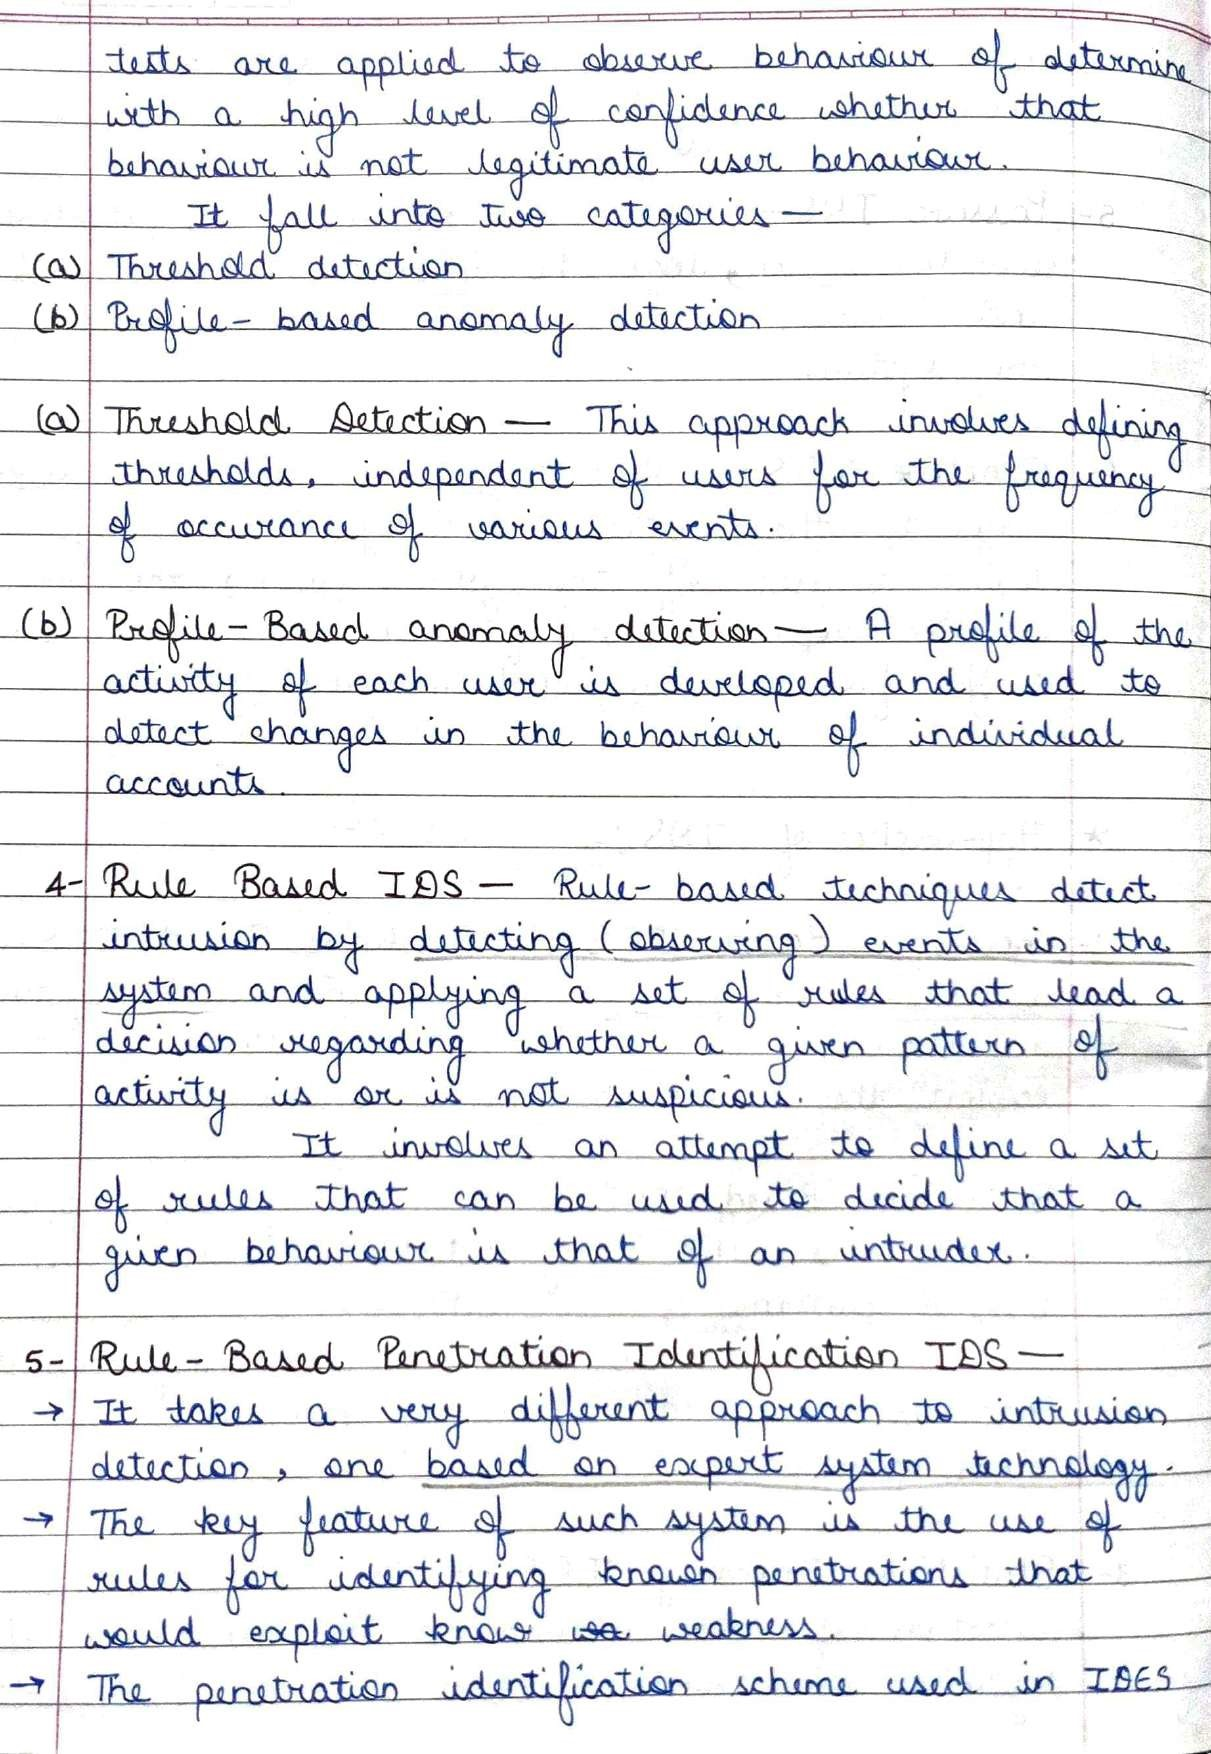 tests are applied to observe behaviour of determine
with a high level of confidence whether that
behaviour is not legitimate user behaviour.
It fall into two categories —
(a) Threshold detection
(b) Profile - based anomaly detection
(a) Threshold Detection — This approach involves defining
thresholds, independent of users for the frequency
of occurance of various events.
(b) Profile - Based anomaly detection — A profile of the
activity of each user is developed and used to
detect changes in the behaviour of individual
accounts.
4- Rule Based IDS — Rule- based techniques detect
intrusion by detecting (observing) events in the
system and applying a set of rules that lead a
decision regarding whether a given pattern of
activity is or is not suspicious.
It involves an attempt to define a set
of rules that can be used to decide that a
given behaviour is that of an intruder.
5- Rule - Based Penetration Identification IDS —
→ It takes a very different approach to intrusion
detection, one based on expert system technology.
→ The key feature of such system is the use of
rules for identifying known penetrations that
would exploit know weakness.
→ The penetration identification scheme used in IDES